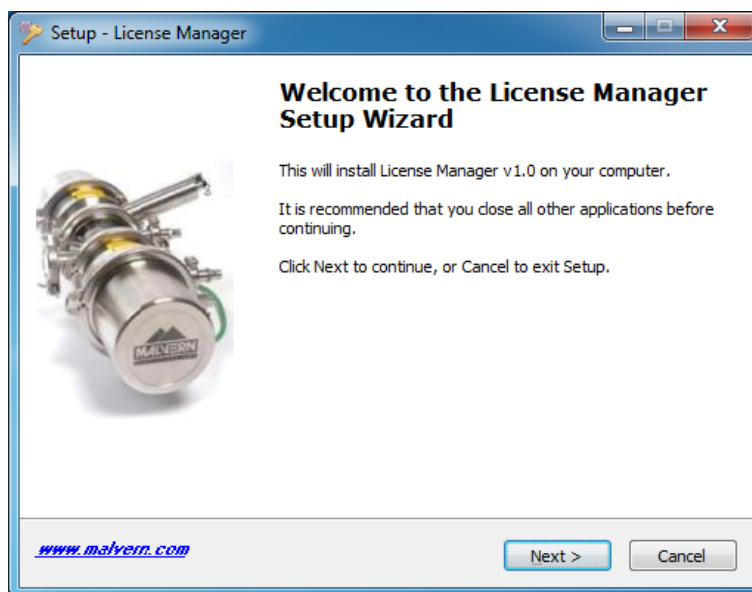 Setup - License Manager
Welcome to the License Manager
Setup Wizard
This will install License Manager v1.0 on your computer.
It is recommended that you close all other applications before
continuing.
Click Next to continue, or Cancel to exit Setup.
MALVERN
www.malvern.com
Next >
Cancel